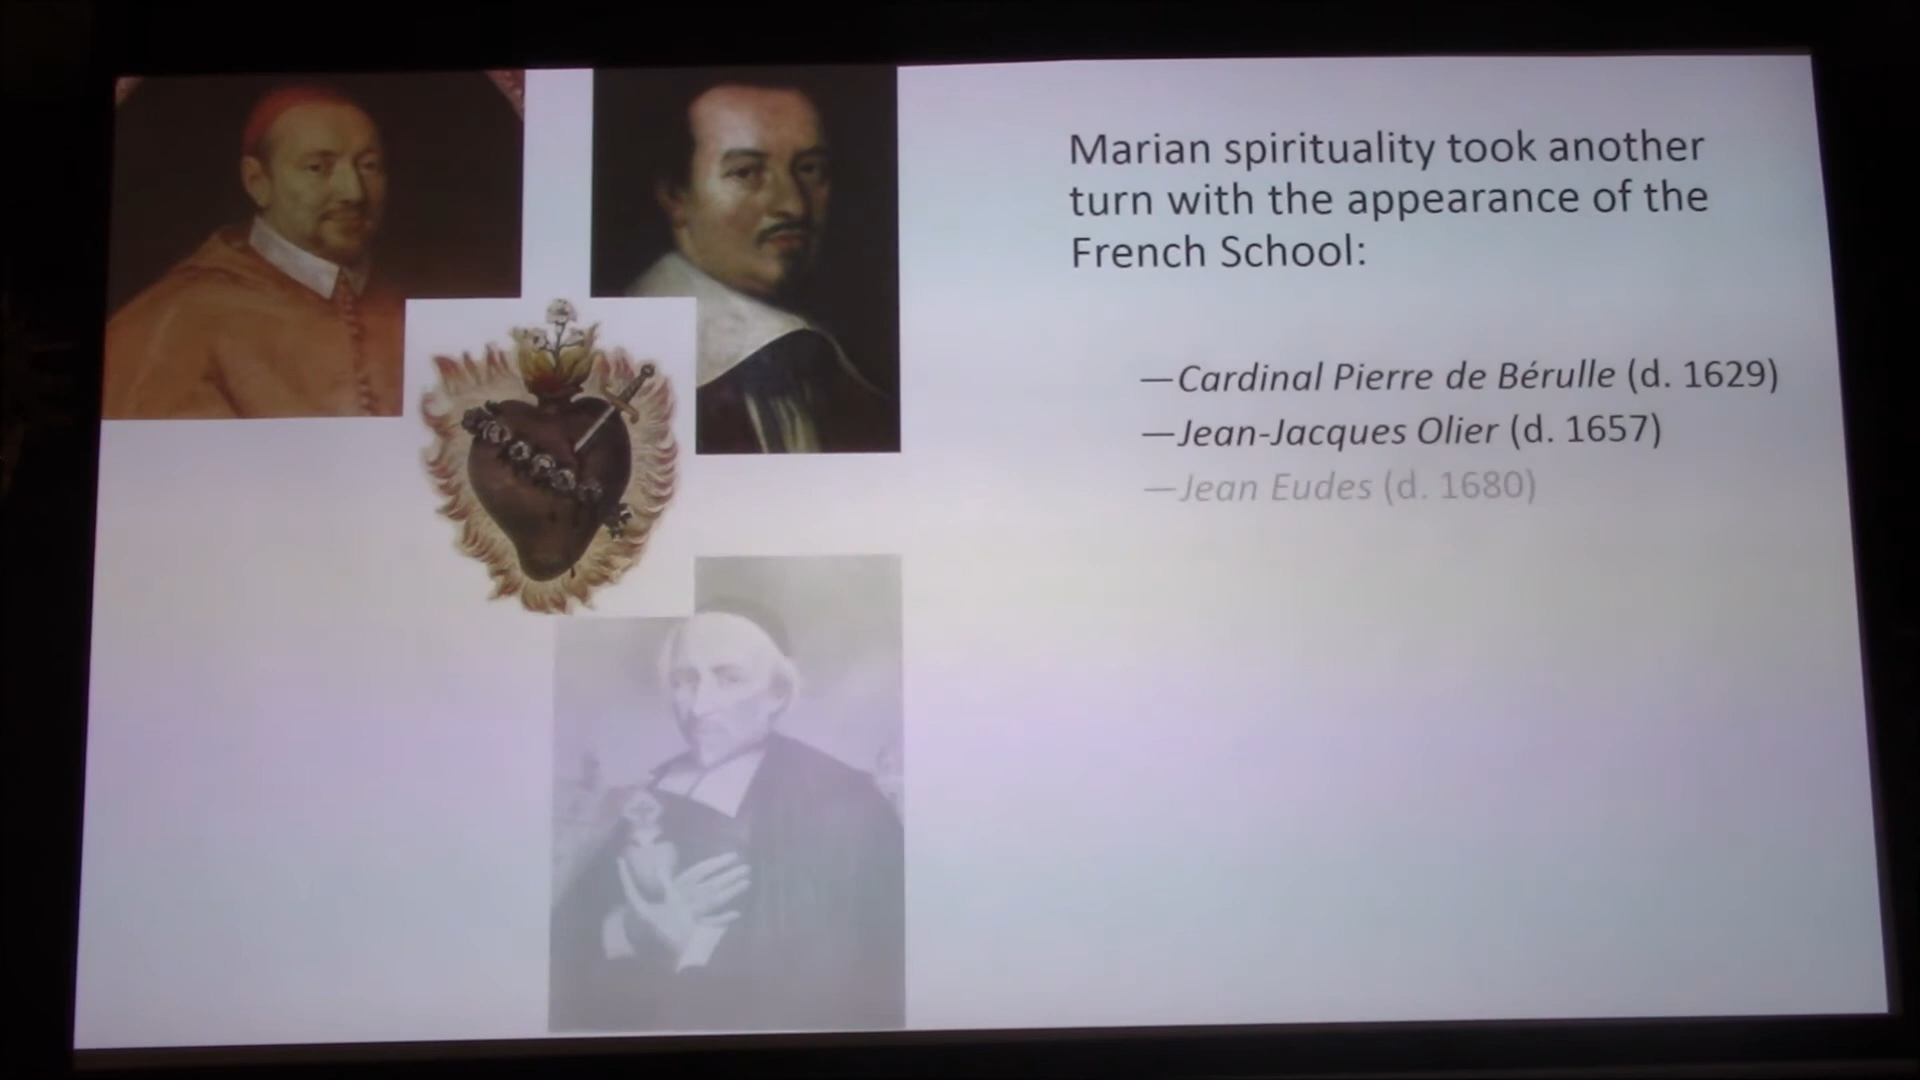 Marian spirituality took another
turn with the appearance of the
French School:
—Cardinal Pierre de Bérulle (d. 1629)
—Jean-Jacques Olier (d. 1657)
—Jean Eudes (d. 1680)